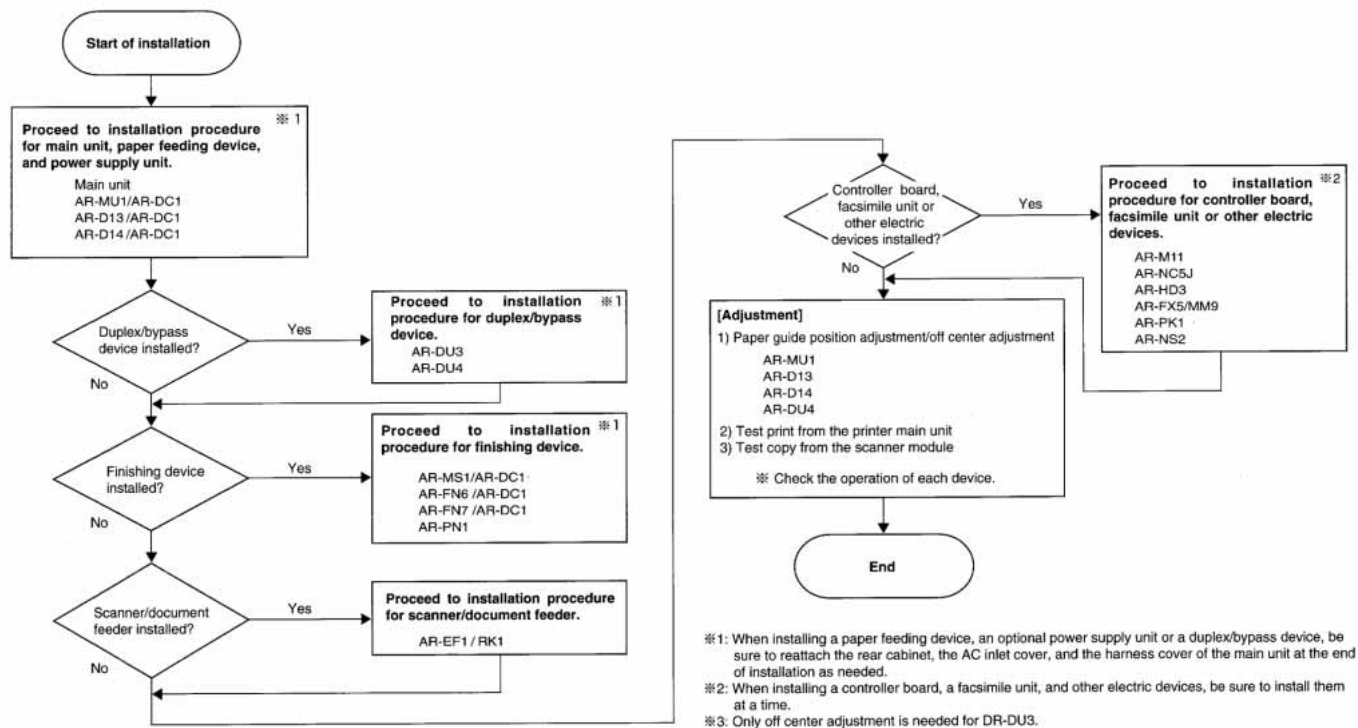 Start of installation
※1
Proceed to installation procedure
for main unit, paper feeding device,
and power supply unit.
Main unit
AR-MU1/AR-DC1
AR-D13/AR-DC1
AR-D14/AR-DC1
Duplex/bypass
device installed?
Yes
No
Proceed to installation ※1
procedure for duplex/bypass
device.
AR-DU3
AR-DU4
Finishing device
installed?
Yes
No
Proceed to installation ※1
procedure for finishing device.
AR-MS1/AR-DC1
AR-FN6 /AR-DC1
AR-FN7 /AR-DC1
AR-PN1
Scanner/document
feeder installed?
Yes
No
Proceed to installation procedure
for scanner/document feeder.
AR-EF1 / RK1
Controller board,
facsimile unit or
other electric
devices installed?
Yes
No
Proceed to installation ※2
procedure for controller board,
facsimile unit or other electric
devices.
AR-M11
AR-NC5J
AR-HD3
AR-FX5/MM9
AR-PK1
AR-NS2
[Adjustment]
1) Paper guide position adjustment/off center adjustment
AR-MU1
AR-D13
AR-D14
AR-DU4
2) Test print from the printer main unit
3) Test copy from the scanner module
※ Check the operation of each device.
End
※1: When installing a paper feeding device, an optional power supply unit or a duplex/bypass device, be
sure to reattach the rear cabinet, the AC inlet cover, and the harness cover of the main unit at the end
of installation as needed.
※2: When installing a controller board, a facsimile unit, and other electric devices, be sure to install them
at a time.
※3: Only off center adjustment is needed for DR-DU3.